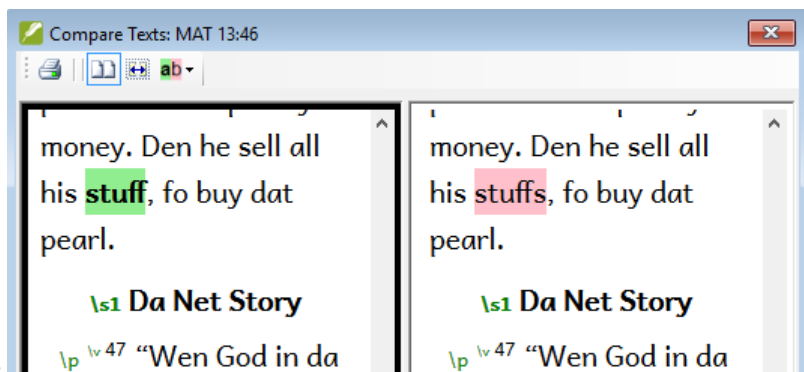 Compare Texts: MAT 13:46
ab
money. Den he sell all
his stuff, fo buy dat
pearl.
\s1 Da Net Story
\p \v 47 “Wen God in da
money. Den he sell all
his stuffs, fo buy dat
pearl.
\s1 Da Net Story
\p \v 47 “Wen God in da